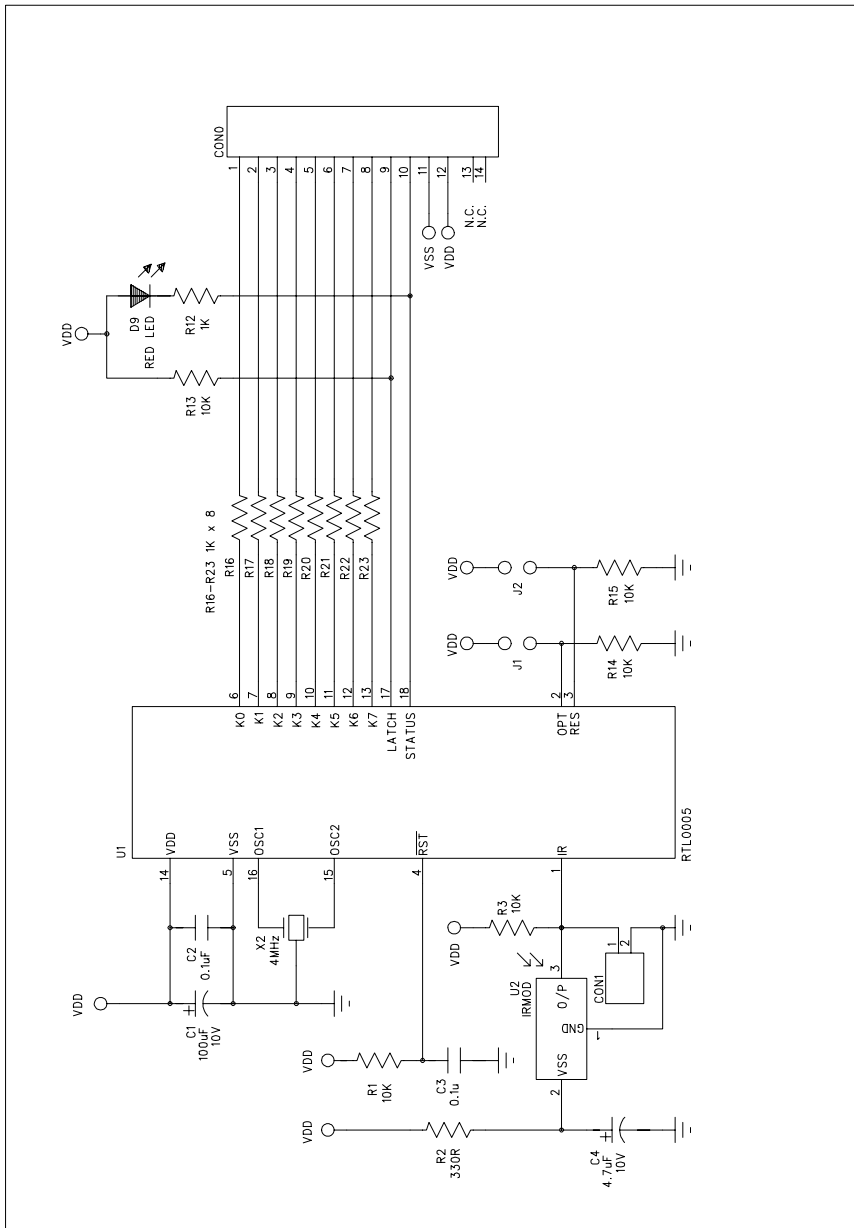 VDD
D9
RED LED
R12
1K
R13
10K
CON0
1
2
3
4
5
6
7
8
9
10
11
12
13
14
VSS
VDD
N.C.
N.C.
R16-R23 1K x 8
R16
R17
R18
R19
R20
R21
R22
R23
VDD
J2
R15
10K
VDD
J1
R14
10K
U1
RTL0005
6
7
8
9
10
11
12
13
17
18
2
3
K0
K1
K2
K3
K4
K5
K6
K7
LATCH
STATUS
OPT
RES
VDD
VSS
OSC1
OSC2
RST
IR
14
5
16
15
4
1
VDD
C1
100uF
10V
C2
0.1uF
X2
4MHz
VDD
R1
10K
C3
0.1u
VDD
R3
10K
U2
IRMOD
3
O/P
GND
1
VSS
2
CON1
1
2
VDD
R2
330R
C4
4.7uF
10V